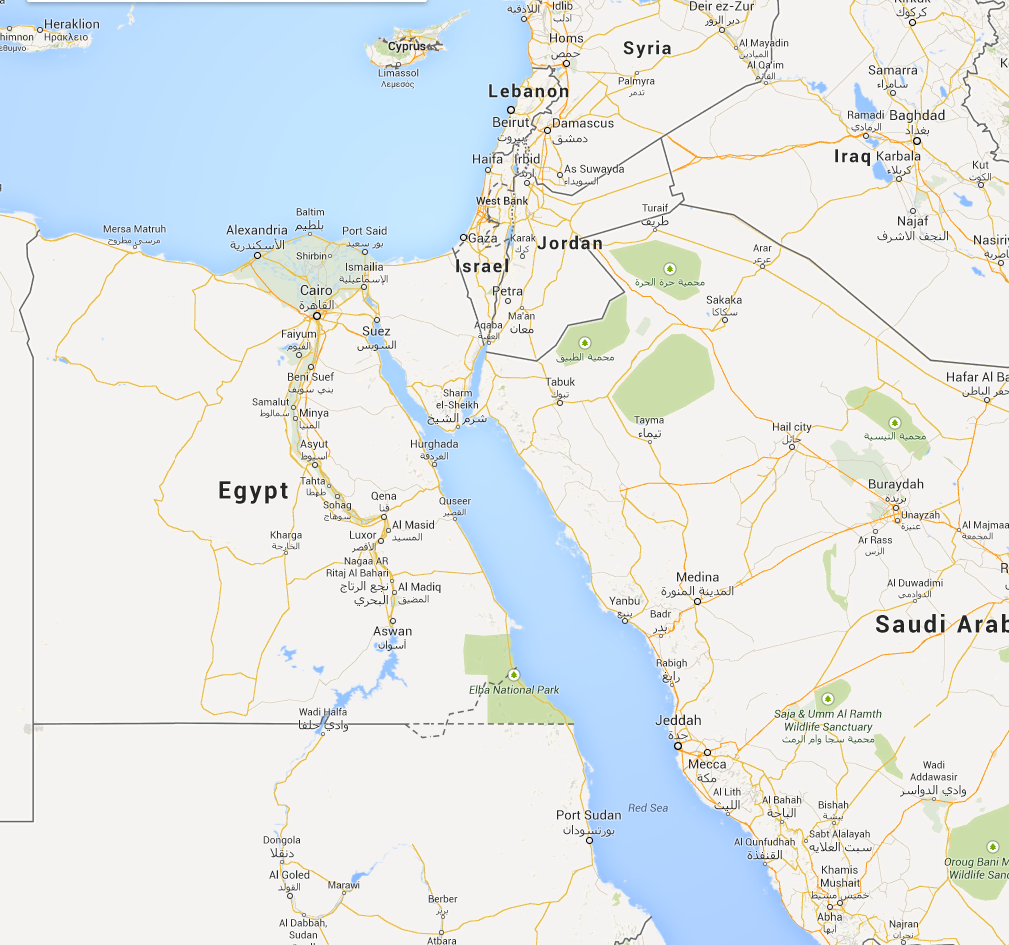 Heraklion
Ηράκλειο
Cyprus
Limassol
Λεμεσός
اللاذقية
Idlib
ادلب
Deir ez-Zur
دير الزور
كركوك
Homs
حمص
Syria
Al Mayadin
الميادين
Al Qa'im
القائم
Palmyra
تدمر
Samarra
سامراء
Lebanon
Beirut
بيروت
Damascus
دمشق
Ramadi
الرمادي
Baghdad
بغداد
Haifa
Irbid
إربد
As Suwayda
السويداء
Iraq
Karbala
كربلاء
Kut
الكوت
West Bank
Turaif
طريف
Najaf
النجف الاشرف
Mersa Matruh
مرسى مطروح
Alexandria
الأسكندرية
Baltim
بلطيم
Port Said
بور سعيد
Shirbin
Gaza
Karak
كرك
Jordan
Arar
عرعر
Nasiri
Israel
Ismailia
الإسماعيلية
محمية حرة الحرة
Cairo
القاهرة
Petra
Ma'an
معان
Sakaka
سكاكا
Suez
السويس
Aqaba
العقبة
Faiyum
الفيوم
محمية الطبيق
Beni Suef
بني سويف
Tabuk
تبوك
Hafar Al Ba
حفر الباطن
Samalut
سمالوط
Minya
المنيا
Sharm
el-Sheikh
شرم الشيخ
Tayma
تيماء
Hail city
حائل
محمية التيسية
Asyut
اسيوط
Hurghada
الغردقة
Egypt
Tahta
طهطا
Sohag
سوهاج
Qena
قنا
Quseer
القصير
Buraydah
بريدة
Unayzah
عنيزة
Al Masid
المسيد
Al Majmaa
المجمعة
Kharga
الخارجة
Luxor
الأقصر
Ar Rass
الرس
Nagaa AR
Ritaj Al Bahari
نجع الرتاج
البحري
Al Madiq
المضيق
Medina
المدينة المنورة
Al Duwadimi
الدوادمي
Aswan
أسوان
Yanbu
ينبع
Badr
بدر
Saudi Arab
Rabigh
رابغ
Elba National Park
Wadi Halfa
وادي حلفا
Jeddah
جدة
Saja & Umm Al Ramth
Wildlife Sanctuary
محمية سجا وام الرمث
Mecca
مكة
Wadi
Addawasir
وادي الدواسر
Al Lith
الليث
Al Bahah
الباحة
Bishah
بيشة
Red Sea
Port Sudan
بورتسودان
Dongola
دنقلا
Al Qunfudhah
القنفذة
Sabt Alalayah
سبت العلايه
Oroug Bani M
Wildlife Sanc
Al Goled
القولد
Marawi
Khamis
Mushait
خميس مشيط
Berber
بربر
Abha
أبها
Najran
نجران
Al Dabbah,
Sudan
Atbara